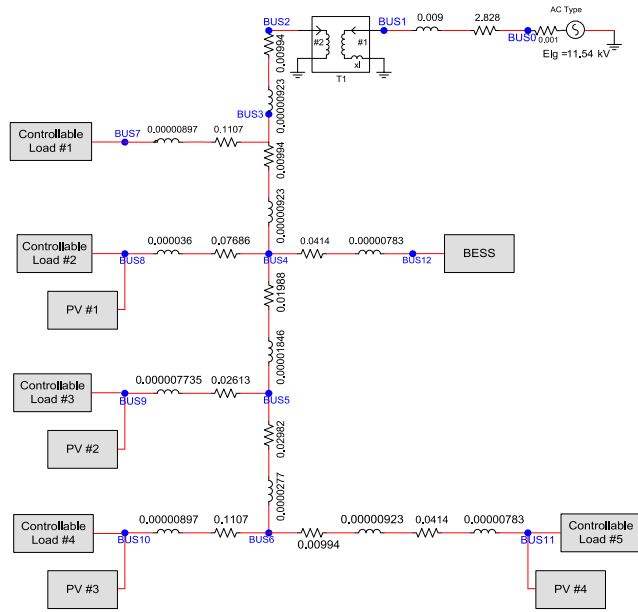 AC Type
BUS2
BUS1
0.009
2.828
BUS0
0.001
Elg =11.54 kV
#2
#1
xl
T1
0.00994
0.00000923
BUS3
Controllable
Load #1
BUS7
0.00000897
0.1107
0.00994
0.00000923
Controllable
Load #2
BUS8
0.000036
0.07686
BUS4
0.0414
0.00000783
BUS12
BESS
PV #1
0.01988
0.00001846
Controllable
Load #3
BUS9
0.000007735
0.02613
BUS5
PV #2
0.02982
0.0000277
Controllable
Load #4
BUS10
0.00000897
0.1107
BUS6
0.00994
0.00000923
0.0414
0.00000783
BUS11
Controllable
Load #5
PV #3
PV #4